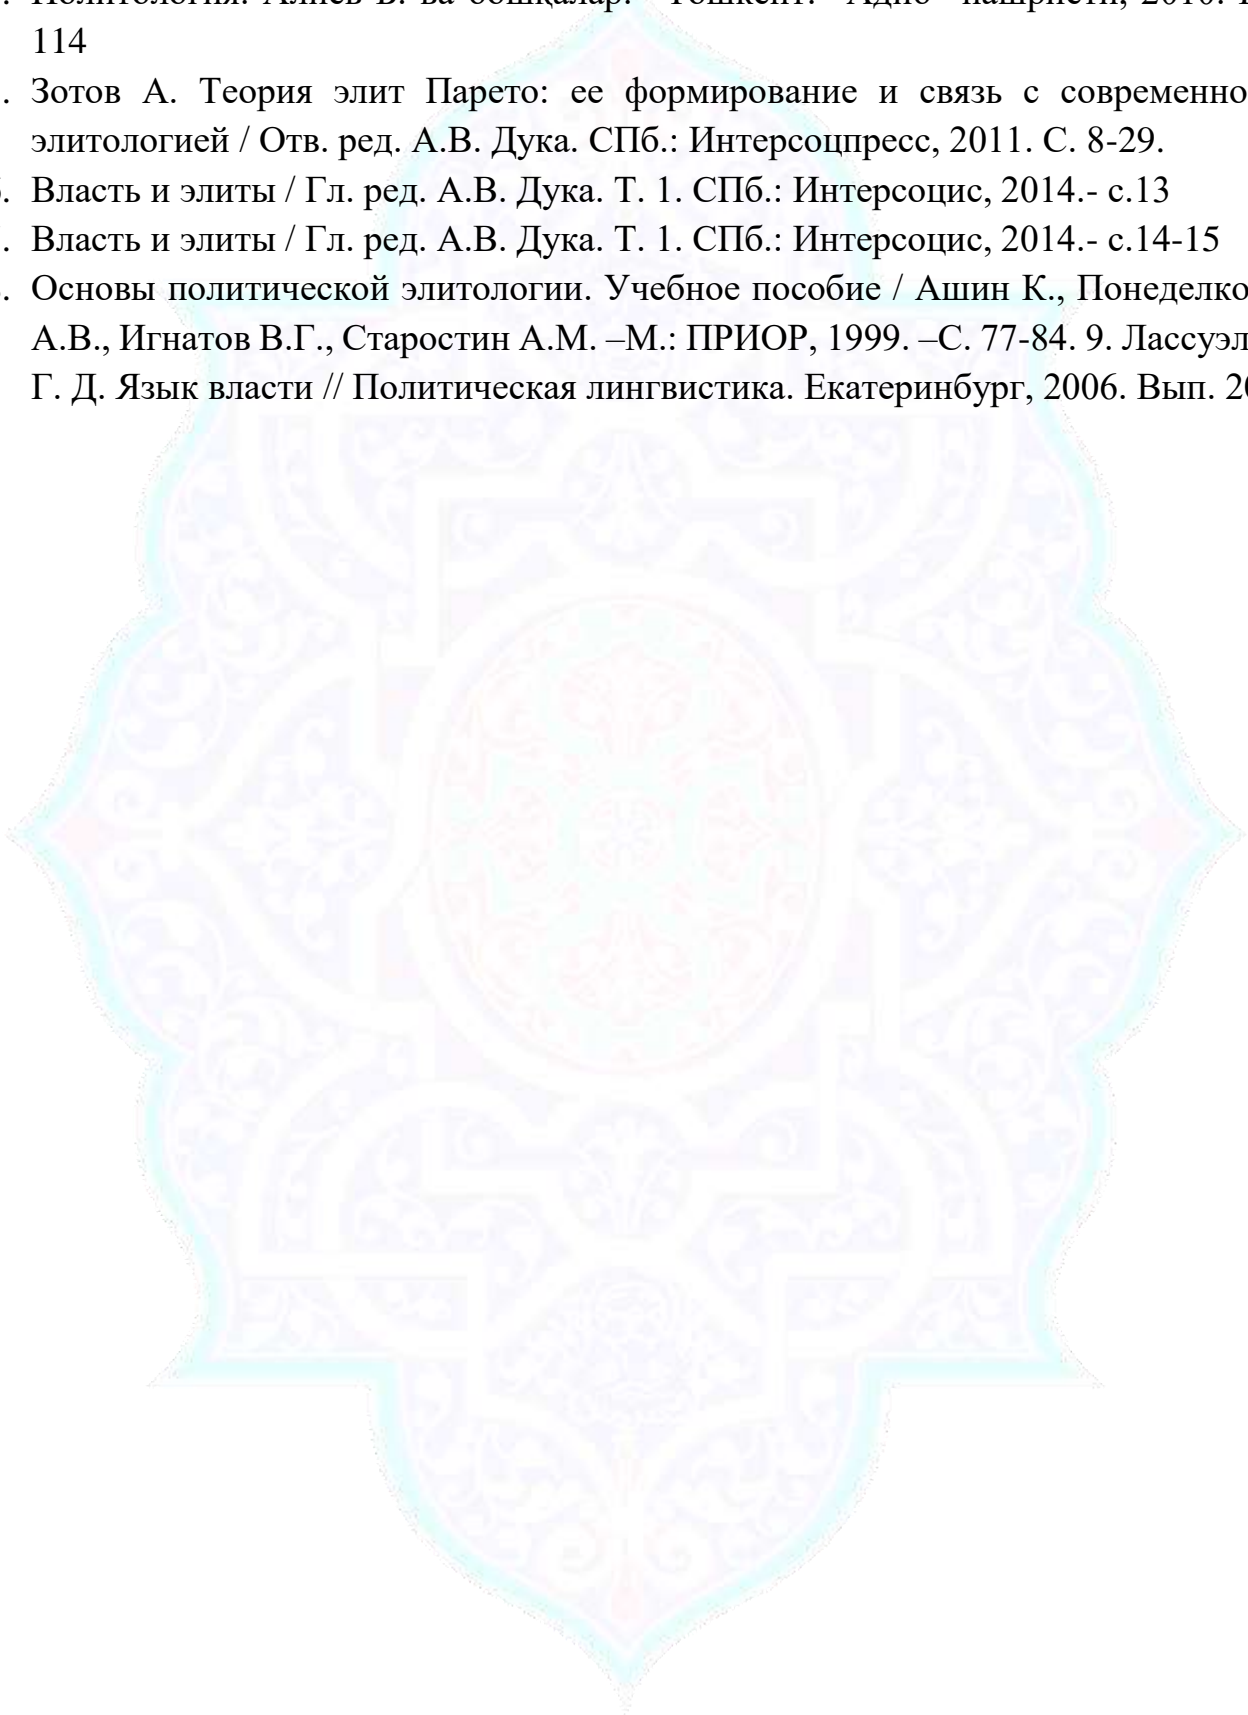 114
Зотов А. Теория элит Парето: ее формирование и связь с современно
элитологией / Отв. ред. А.В. Дука. СПб.: Интерсоцпресс, 2011. С. 8-29.
. Власть и элиты / Гл. ред. А.В. Дука. Т. 1. СПб.: Интерсоцис, 2014.- с.13
. Власть и элиты / Гл. ред. А.В. Дука. Т. 1. СПб.: Интерсоцис, 2014.- с.14-15
. Основы политической элитологии. Учебное пособие / Ашин К., Понеделко
А.В., Игнатов В.Г., Старостин А.М. –М.: ПРИОР, 1999. –С. 77-84. 9. Лассуэл
Г. Д. Язык власти // Политическая лингвистика. Екатеринбург, 2006. Вып. 20